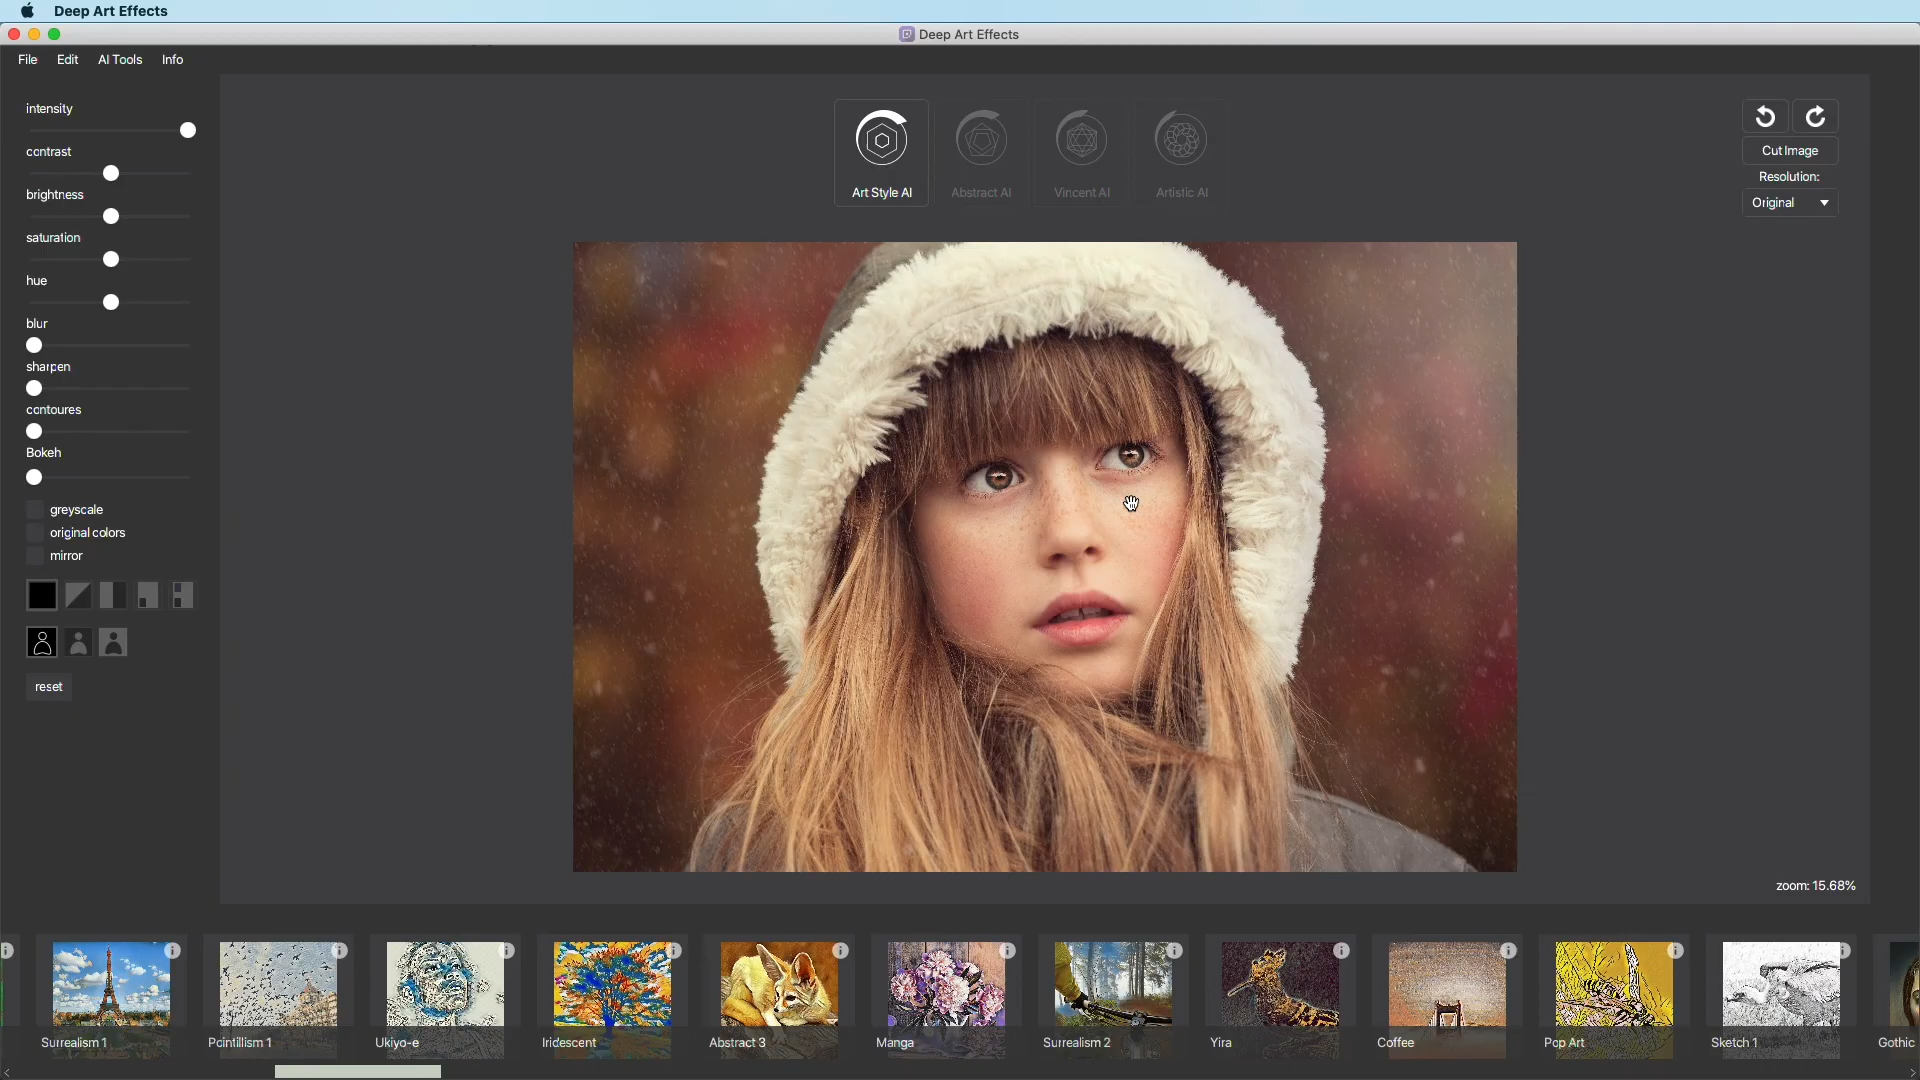 Deep Art Effects
Deep Art Effects
File Edit AI Tools Info
intensity
contrast
brightness
saturation
hue
blur
sharpen
contoures
Bokeh
greyscale
original colors
mirror
reset
Art Style AI Abstract AI Vincent AI Artistic AI
Cut Image
Resolution:
Original
zoom: 15.68%
Surrealism 1 Pointillism 1 Ukiyo-e Iridescent Abstract 3 Manga Surrealism 2 Yira Coffee Pop Art Sketch 1 Gothic